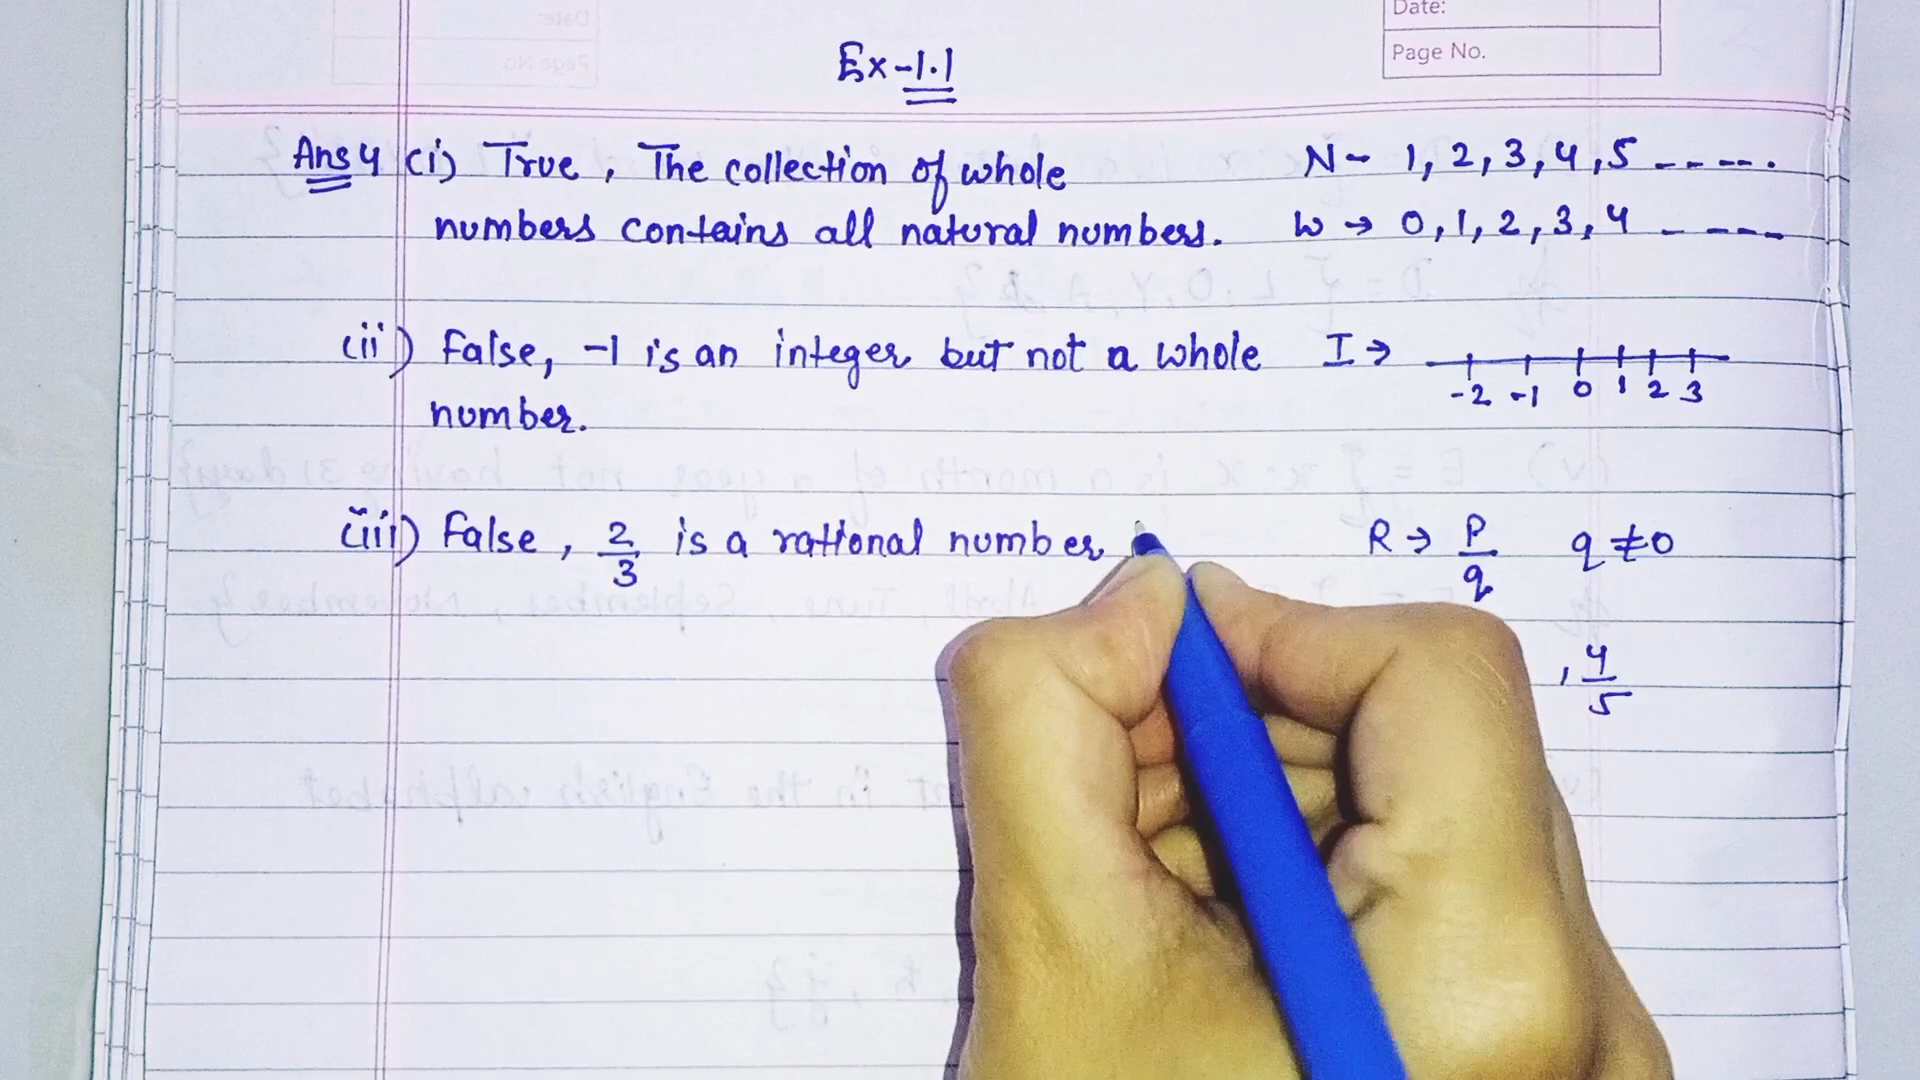 Date:
Page No.
Ex-1.1
Ans 4 (i) True, The collection of whole N- 1, 2, 3, 4, 5 -----.
numbers contains all natural numbers. W → 0, 1, 2, 3, 4 -----
(ii) False, -1 is an integer but not a whole I →
-2 -1 0 1 2 3
number.
(iii) False, 2/3 is a rational number R → P/q q ≠ 0
, 4/5